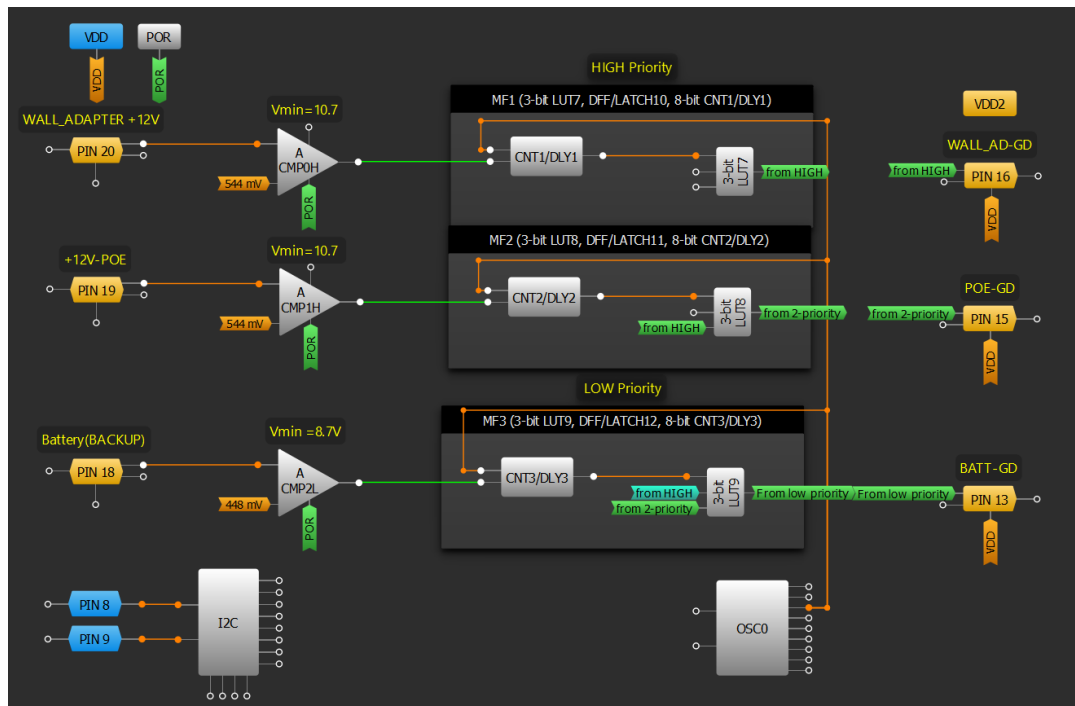 VDD
POR
VDD
POR
HIGH Priority
WALL_ADAPTER +12V
PIN 20
Vmin=10.7
A
CMP0H
544 mV
POR
MF1 (3-bit LUT7, DFF/LATCH10, 8-bit CNT1/DLY1)
CNT1/DLY1
3-bit
LUT7
from HIGH
VDD2
WALL_AD-GD
from HIGH
PIN 16
VDD
+12V-POE
PIN 19
Vmin=10.7
A
CMP1H
544 mV
POR
MF2 (3-bit LUT8, DFF/LATCH11, 8-bit CNT2/DLY2)
CNT2/DLY2
from HIGH
3-bit
LUT8
from 2-priority
POE-GD
from 2-priority
PIN 15
VDD
LOW Priority
Battery(BACKUP)
PIN 18
Vmin =8.7V
A
CMP2L
448 mV
POR
MF3 (3-bit LUT9, DFF/LATCH12, 8-bit CNT3/DLY3)
CNT3/DLY3
from HIGH
from 2-priority
3-bit
LUT9
From low priority
BATT-GD
From low priority
PIN 13
VDD
PIN 8
PIN 9
I2C
OSC0